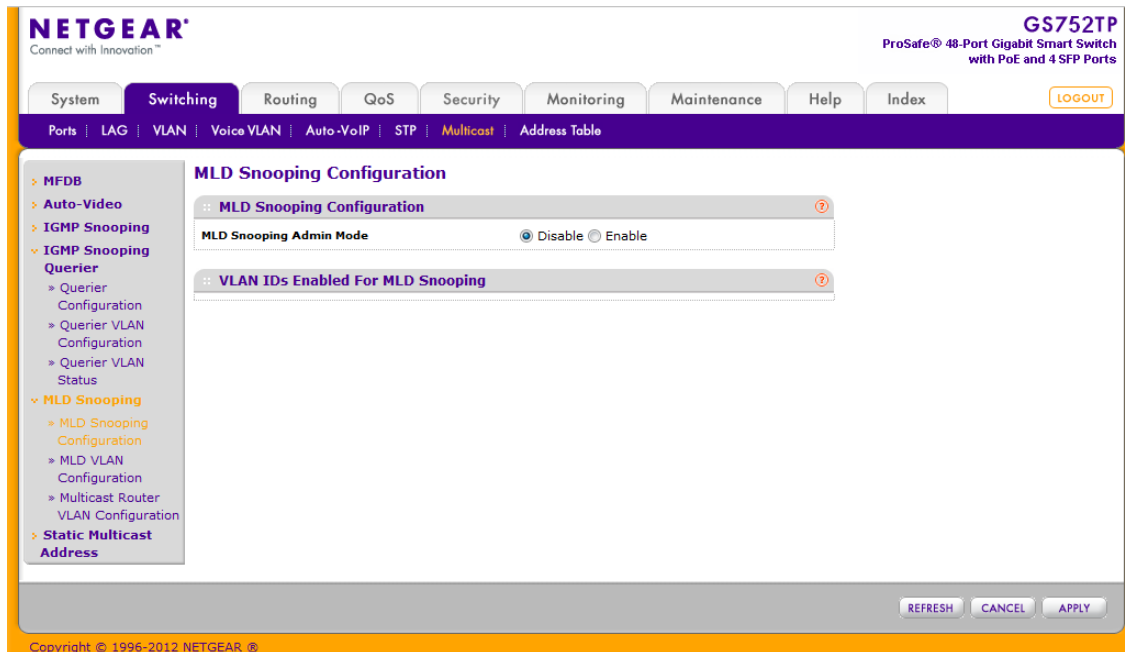 NETGEAR®
Connect with Innovation™
GS752TP
ProSafe® 48-Port Gigabit Smart Switch
with PoE and 4 SFP Ports
System Switching Routing QoS Security Monitoring Maintenance Help Index LOGOUT
Ports LAG VLAN Voice VLAN Auto-VoIP STP Multicast Address Table
MFDB
Auto-Video
IGMP Snooping
IGMP Snooping
Querier
» Querier
Configuration
» Querier VLAN
Configuration
» Querier VLAN
Status
MLD Snooping
» MLD Snooping
Configuration
» MLD VLAN
Configuration
» Multicast Router
VLAN Configuration
Static Multicast
Address
MLD Snooping Configuration
MLD Snooping Configuration ?
MLD Snooping Admin Mode Disable Enable
VLAN IDs Enabled For MLD Snooping ?
REFRESH CANCEL APPLY
Copyright © 1996-2012 NETGEAR ®